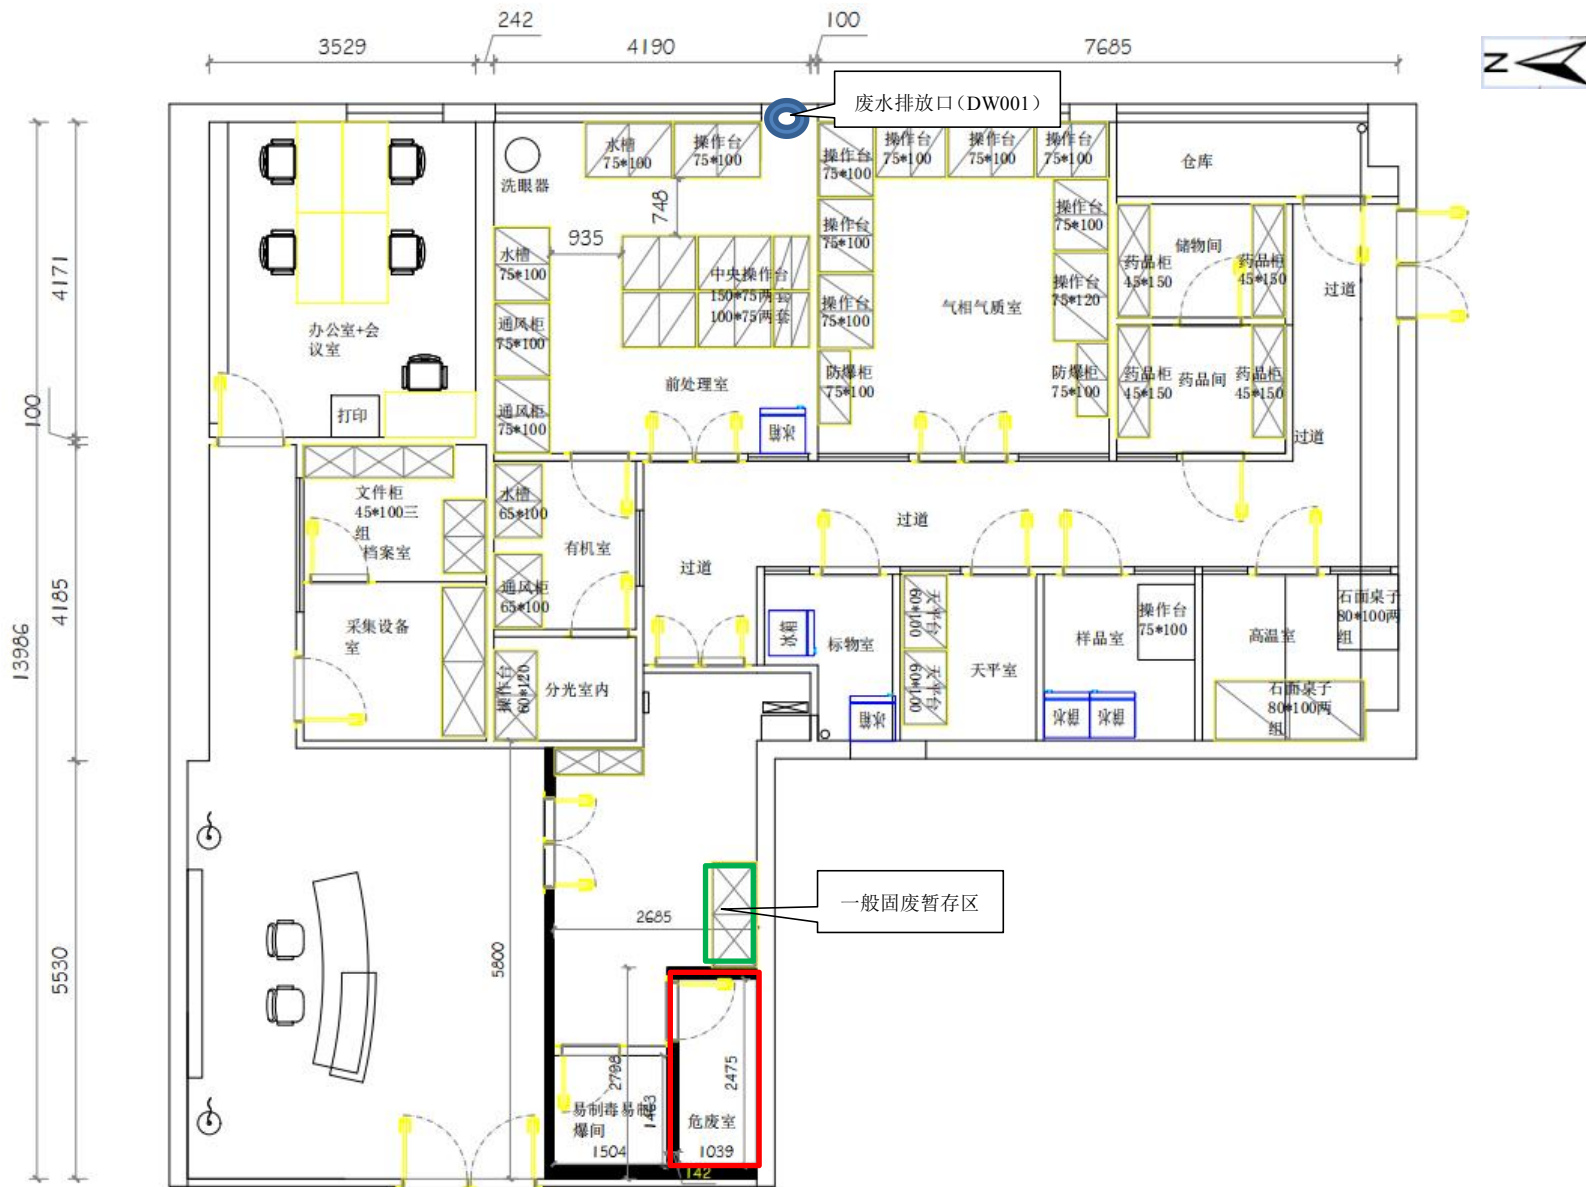 242
100
3529
4190
7685
N
废水排放口（DW001）
水槽
75*100
操作台
75*100
操作台
75*100
操作台
75*100
操作台
75*100
操作台
75*100
仓库
洗眼器
748
操作台
75*100
操作台
75*100
935
水槽
75*100
中央操作台
150*75两套
100*75两套
储物间
药品柜
45*150
药品柜
45*150
过道
4171
操作台
75*100
操作台
75*120
气相气质室
办公室+会
议室
通风柜
75*100
防爆柜
75*100
防爆柜
75*100
药品柜
45*150
药品间
药品柜
45*150
前处理室
100
打印
通风柜
75*100
冰箱
过道
文件柜
45*100三
组
档案室
水槽
65*100
有机室
过道
过道
通风柜
65*100
4185
13986
采集设备
室
冰箱
标物室
天平台
60*100
天平台
60*100
天平室
样品室
操作台
75*100
高温室
石面桌子
80*100两
组
操作台
60*120
分光室内
冰箱
冰箱
冰箱
石面桌子
80*100两
组
一般固废暂存区
2685
5530
5800
2798
1463
2475
易制毒易制
爆间
危废室
1504
1039
142